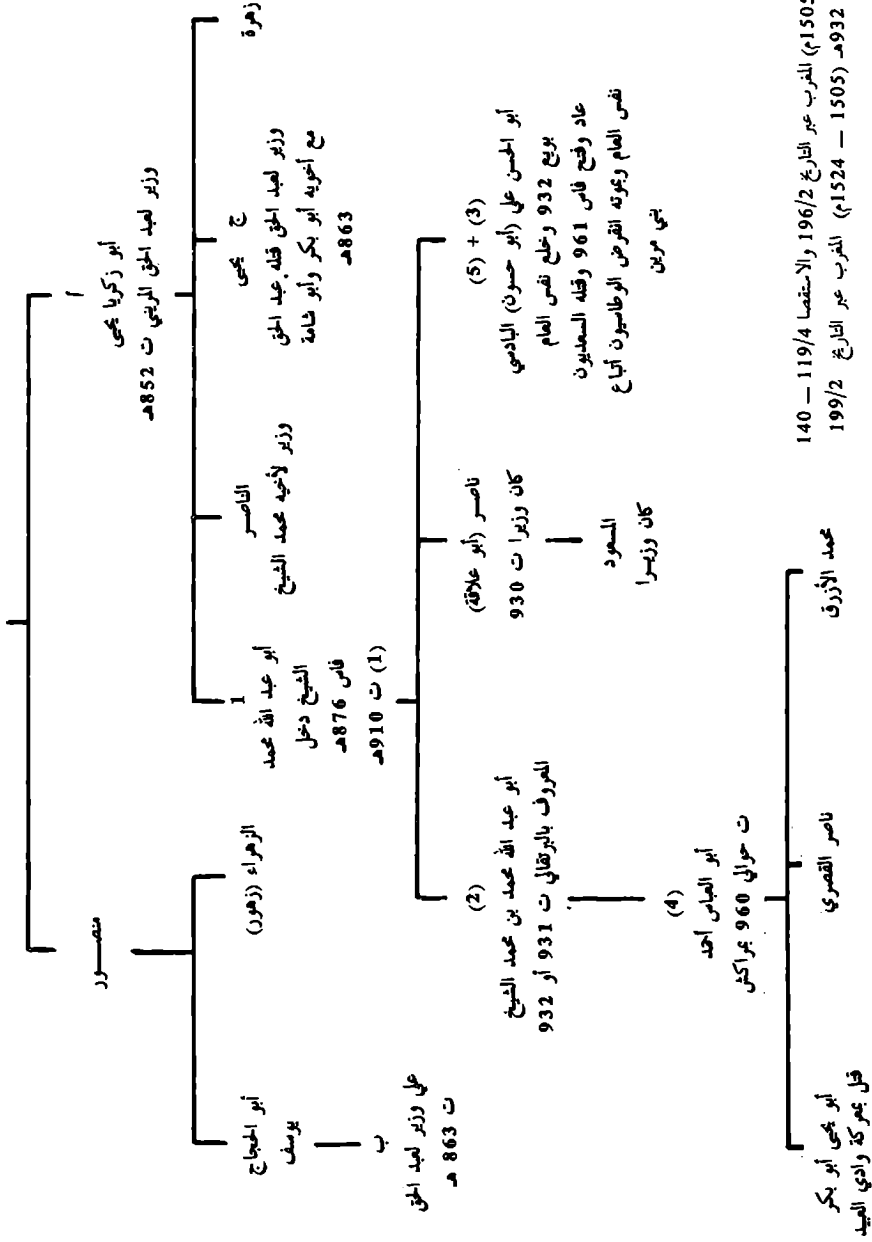 منصور
أ
أبو زكريا يحيى
وزير لعبد الحق المريني ت 852هـ
أبو الحجاج
يوسف
الزهراء (زهور)
1
أبو عبد الله محمد
الشيخ دخل
فاس 876هـ
(1) ت 910هـ
الناصر
وزير لأخيه محمد الشيخ
ج يحيى
وزير لعبد الحق قتله عبد الحق
مع أخويه أبو بكر وأبو شامة
863هـ
زهرة
ب
علي وزير لعبد الحق
ت 863 هـ
(2)
أبو عبد الله محمد بن محمد الشيخ
المعروف بالبرتقالي ت 931 أو 932
ناصر (أبو علاقة)
كان وزيرا ت 930
المسعود
كان وزيرا
(3) + (5)
أبو الحسن علي (أبو حسون) البادسي
بويع 932 وخلع نفس العام
عاد وفتح فاس 961 وقتله السعديون
نفس العام وبموته انقرض الوطاسيون أتباع
بني مرين
(4)
أبو العباس أحمد
ت حوالي 960 بمراكش
أبو يحيى أبو بكر
قتل بمعركة وادي العبيد
ناصر القصري
محمد الأزرق
1505م) المغرب عبر التاريخ 196/2 والاستقصا 119/4 — 140
932هـ (1505 — 1524م) المغرب عبر التاريخ 199/2